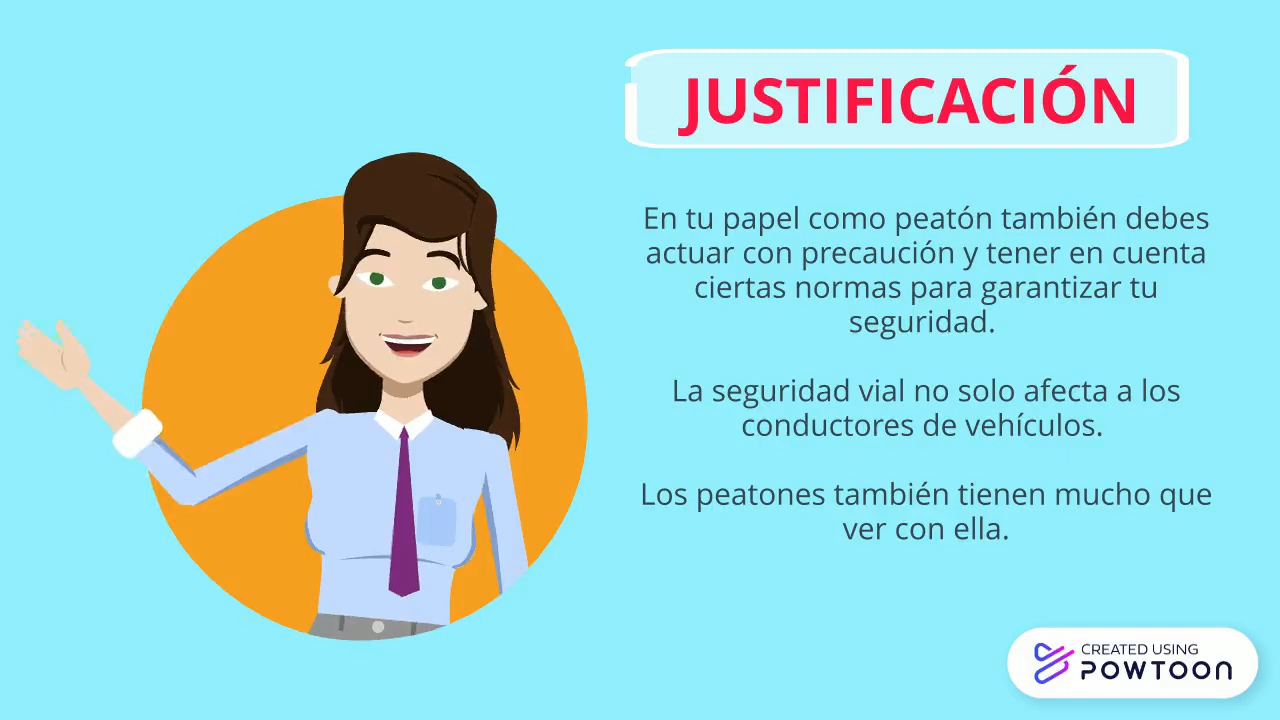 JUSTIFICACIÓN
En tu papel como peatón también debes
actuar con precaución y tener en cuenta
ciertas normas para garantizar tu
seguridad.
La seguridad vial no solo afecta a los
conductores de vehículos.
Los peatones también tienen mucho que
ver con ella.
CREATED USING
POWTOON